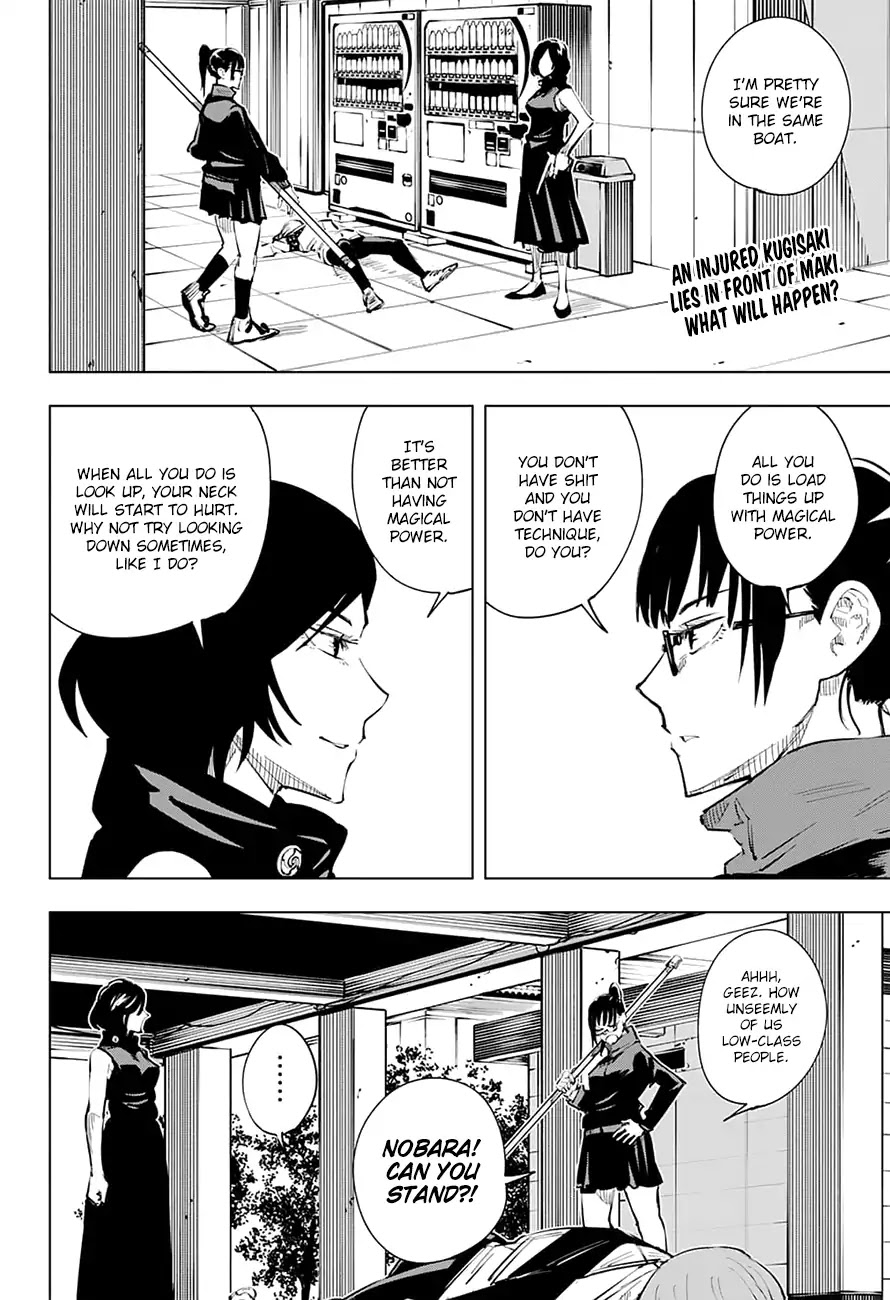 I'M PRETTY
SURE WE'RE
IN THE SAME
BOAT.
AN INJURED KUGISAKI
LIES IN FRONT OF MAKI.
WHAT WILL HAPPEN?
ALL YOU
DO IS LOAD
THINGS UP
WITH MAGICAL
POWER.
YOU DON'T
HAVE SHIT
AND YOU
DON'T HAVE
TECHNIQUE,
DO YOU?
IT'S
BETTER
THAN NOT
HAVING
MAGICAL
POWER.
WHEN ALL YOU DO IS
LOOK UP, YOUR NECK
WILL START TO HURT.
WHY NOT TRY LOOKING
DOWN SOMETIMES,
LIKE I DO?
AHHH,
GEEZ. HOW
UNSEEMLY
OF US
LOW-CLASS
PEOPLE.
NOBARA!
CAN YOU
STAND?!
......